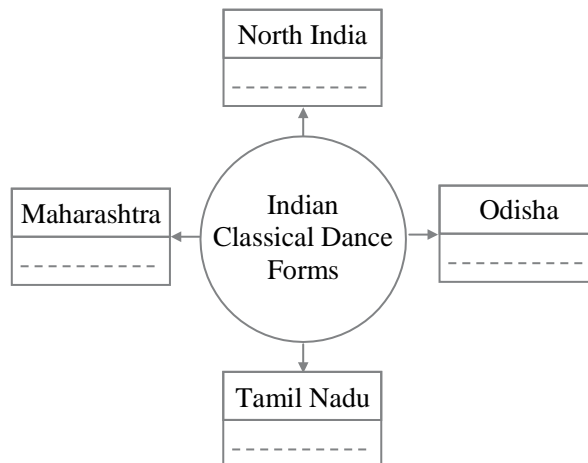 North India
Maharashtra
Indian
Classical Dance
Forms
Odisha
Tamil Nadu